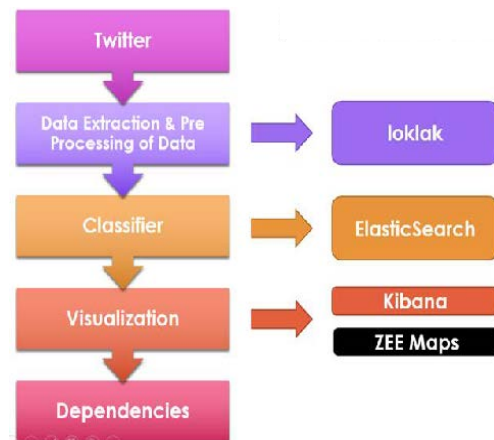 Twitter
Data Extraction & Pre
Processing of Data
loklak
Classifier
ElasticSearch
Visualization
Kibana
ZEE Maps
Dependencies